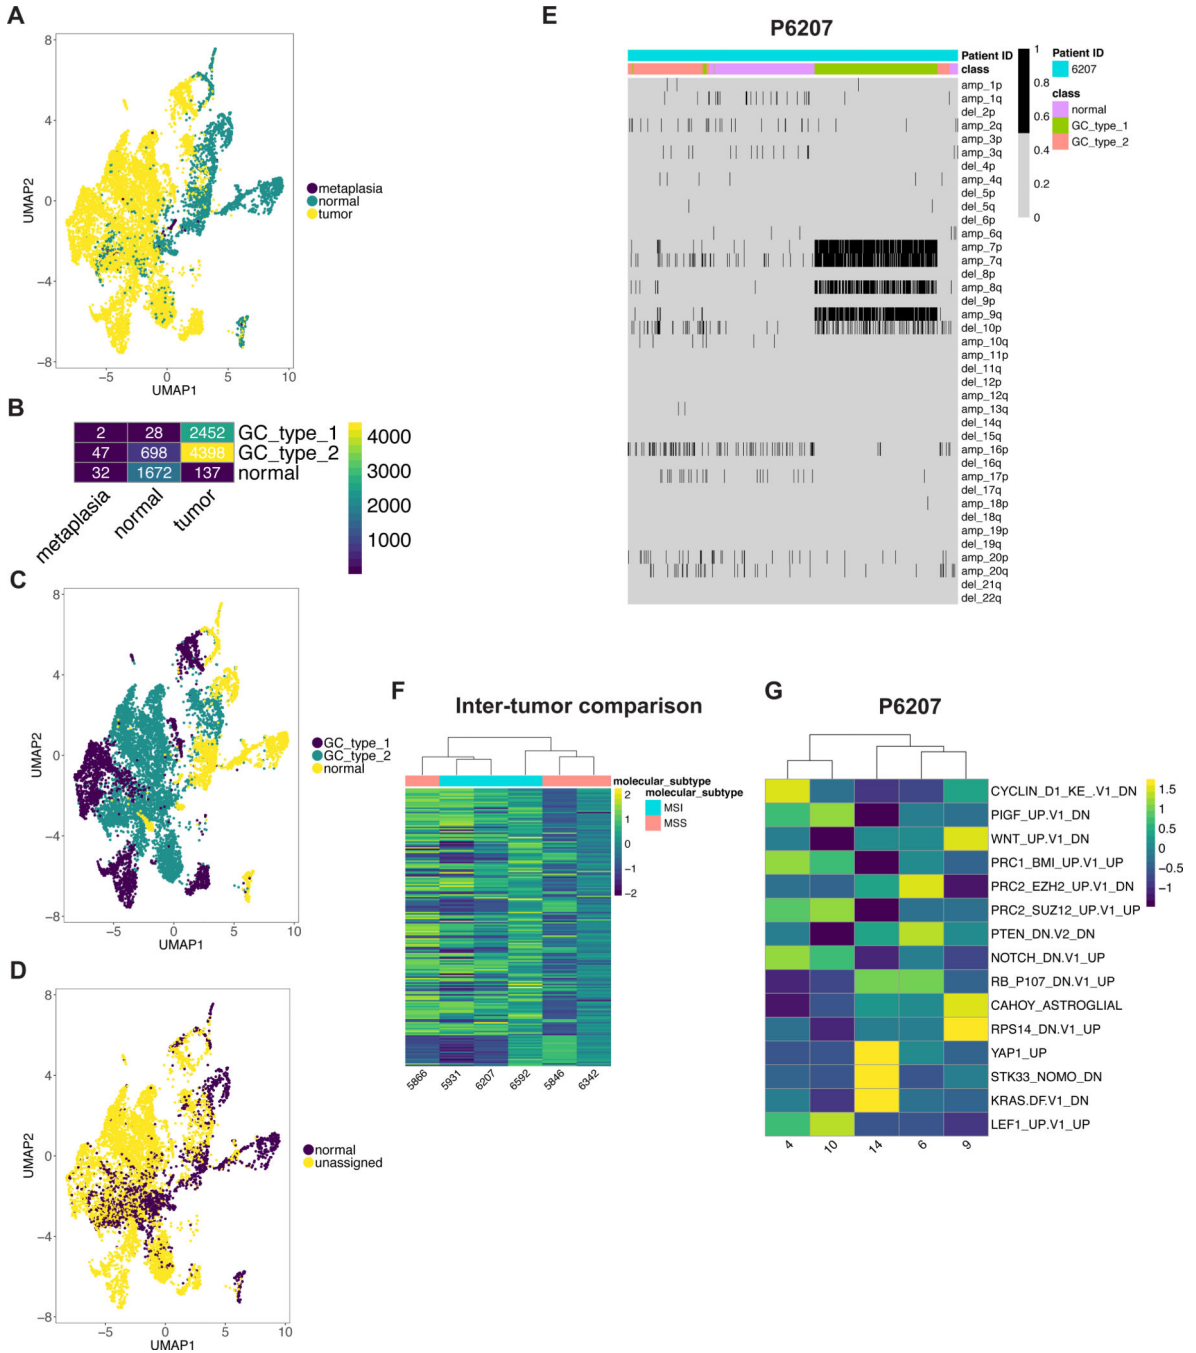 A
8
4
0
−4
−8
UMAP2
−5
0
5
10
UMAP1
metaplasia
normal
tumor
B
2
28
2452
GC_type_1
47
698
4398
GC_type_2
32
1672
137
normal
metaplasia
normal
tumor
4000
3000
2000
1000
C
8
4
0
−4
−8
UMAP2
−5
0
5
10
UMAP1
GC_type_1
GC_type_2
normal
D
8
4
0
−4
−8
UMAP2
−5
0
5
10
UMAP1
normal
unassigned
E
P6207
Patient ID
class
amp_1p
amp_1q
del_2p
amp_2q
amp_3p
amp_3q
del_4p
amp_4q
del_5p
del_5q
del_6p
amp_6q
amp_7p
amp_7q
del_8p
amp_8q
del_9p
amp_9q
del_10p
amp_10q
amp_11p
del_11q
del_12p
amp_12q
amp_13q
del_14q
del_15q
amp_16p
del_16q
amp_17p
del_17q
amp_18p
del_18q
amp_19p
del_19q
amp_20p
amp_20q
del_21q
del_22q
1
0.8
0.6
0.4
0.2
0
Patient ID
6207
class
normal
GC_type_1
GC_type_2
F
Inter-tumor comparison
molecular_subtype
2
1
0
−1
−2
molecular_subtype
MSI
MSS
5866
5931
6207
6592
5846
6342
G
P6207
CYCLIN_D1_KE_.V1_DN
PIGF_UP.V1_DN
WNT_UP.V1_DN
PRC1_BMI_UP.V1_UP
PRC2_EZH2_UP.V1_DN
PRC2_SUZ12_UP.V1_UP
PTEN_DN.V2_DN
NOTCH_DN.V1_UP
RB_P107_DN.V1_UP
CAHOY_ASTROGLIAL
RPS14_DN.V1_UP
YAP1_UP
STK33_NOMO_DN
KRAS.DF.V1_DN
LEF1_UP.V1_UP
4
10
14
6
9
1.5
1
0.5
0
−0.5
−1